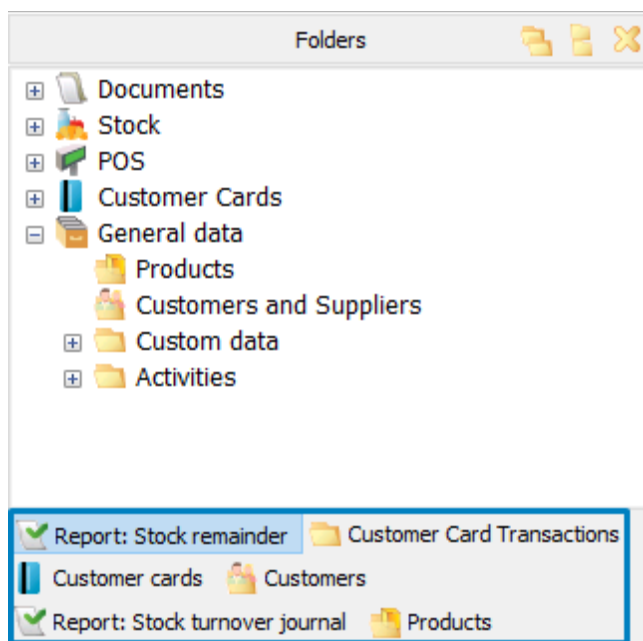 Folders
Documents
Stock
POS
Customer Cards
General data
Products
Customers and Suppliers
Custom data
Activities
Report: Stock remainder Customer Card Transactions
Customer cards Customers
Report: Stock turnover journal Products